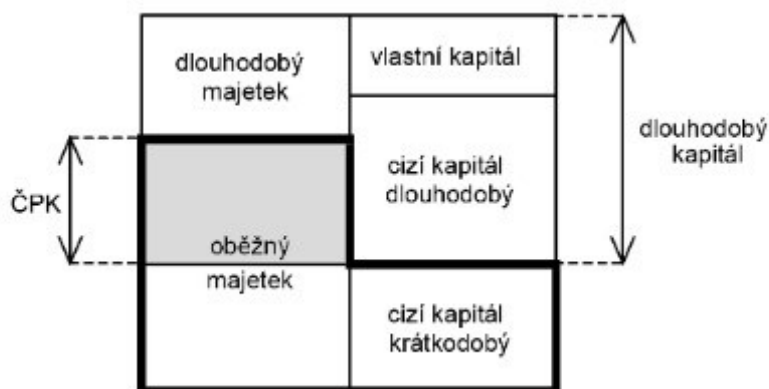 dlouhodobý
majetek
vlastní kapitál
dlouhodobý
kapitál
cizí kapitál
dlouhodobý
ČPK
oběžný
majetek
cizí kapitál
krátkodobý